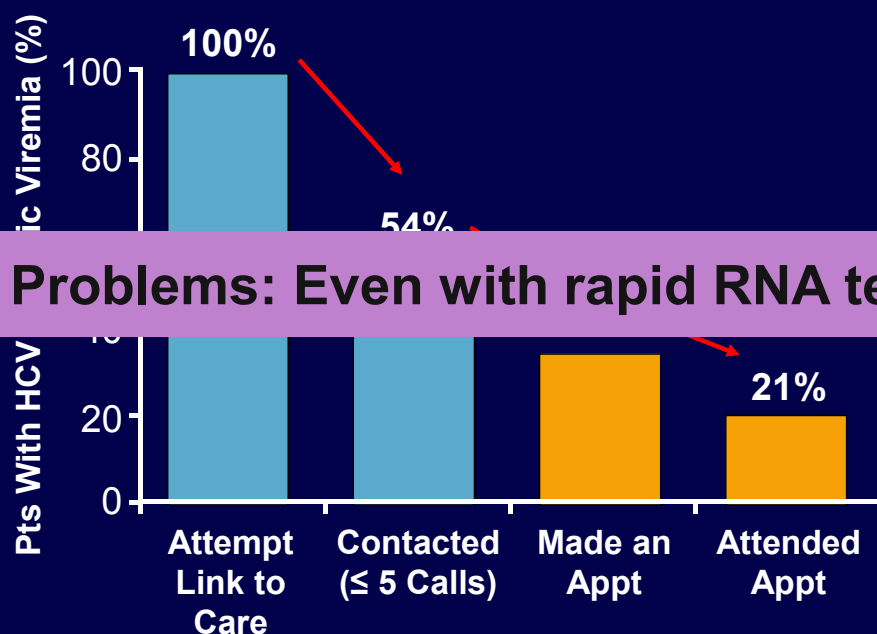 100%
100
80
54%
Problems: Even with rapid RNA te
21%
20
0
Pts With HCV ic Viremia (%)
Attempt
Link to
Care
Contacted
(≤ 5 Calls)
Made an
Appt
Attended
Appt